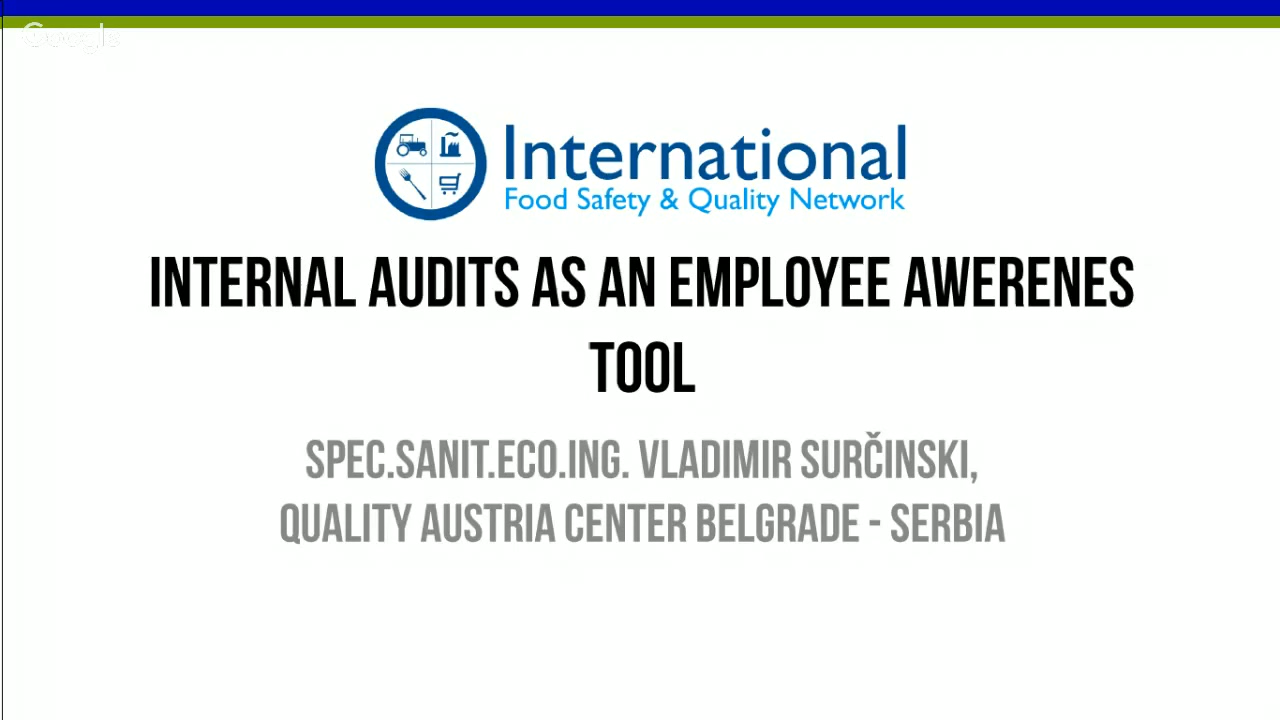 Google
International
Food Safety & Quality Network
INTERNAL AUDITS AS AN EMPLOYEE AWERENES
TOOL
SPEC.SANIT.ECO.ING. VLADIMIR SURČINSKI,
QUALITY AUSTRIA CENTER BELGRADE - SERBIA